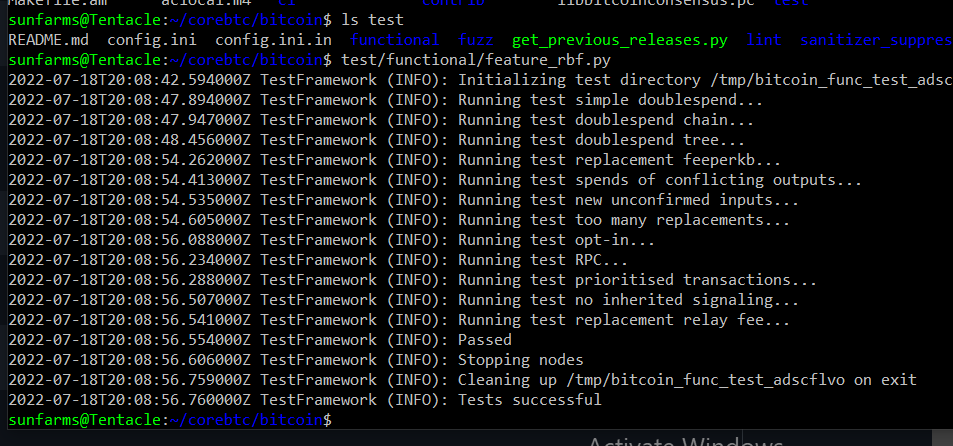 Makefile.am aclocal.m4 ci contrib libbitcoinconsensus.pc test
sunfarms@Tentacle:~/corebtc/bitcoin$ ls test
README.md config.ini config.ini.in functional fuzz get_previous_releases.py lint sanitizer_suppres
sunfarms@Tentacle:~/corebtc/bitcoin$ test/functional/feature_rbf.py
2022-07-18T20:08:42.594000Z TestFramework (INFO): Initializing test directory /tmp/bitcoin_func_test_adsc
2022-07-18T20:08:47.894000Z TestFramework (INFO): Running test simple doublespend...
2022-07-18T20:08:47.947000Z TestFramework (INFO): Running test doublespend chain...
2022-07-18T20:08:48.456000Z TestFramework (INFO): Running test doublespend tree...
2022-07-18T20:08:54.262000Z TestFramework (INFO): Running test replacement feeperkb...
2022-07-18T20:08:54.413000Z TestFramework (INFO): Running test spends of conflicting outputs...
2022-07-18T20:08:54.535000Z TestFramework (INFO): Running test new unconfirmed inputs...
2022-07-18T20:08:54.605000Z TestFramework (INFO): Running test too many replacements...
2022-07-18T20:08:56.088000Z TestFramework (INFO): Running test opt-in...
2022-07-18T20:08:56.234000Z TestFramework (INFO): Running test RPC...
2022-07-18T20:08:56.288000Z TestFramework (INFO): Running test prioritised transactions...
2022-07-18T20:08:56.507000Z TestFramework (INFO): Running test no inherited signaling...
2022-07-18T20:08:56.541000Z TestFramework (INFO): Running test replacement relay fee...
2022-07-18T20:08:56.554000Z TestFramework (INFO): Passed
2022-07-18T20:08:56.606000Z TestFramework (INFO): Stopping nodes
2022-07-18T20:08:56.759000Z TestFramework (INFO): Cleaning up /tmp/bitcoin_func_test_adscflvo on exit
2022-07-18T20:08:56.760000Z TestFramework (INFO): Tests successful
sunfarms@Tentacle:~/corebtc/bitcoin$
Activate Windows